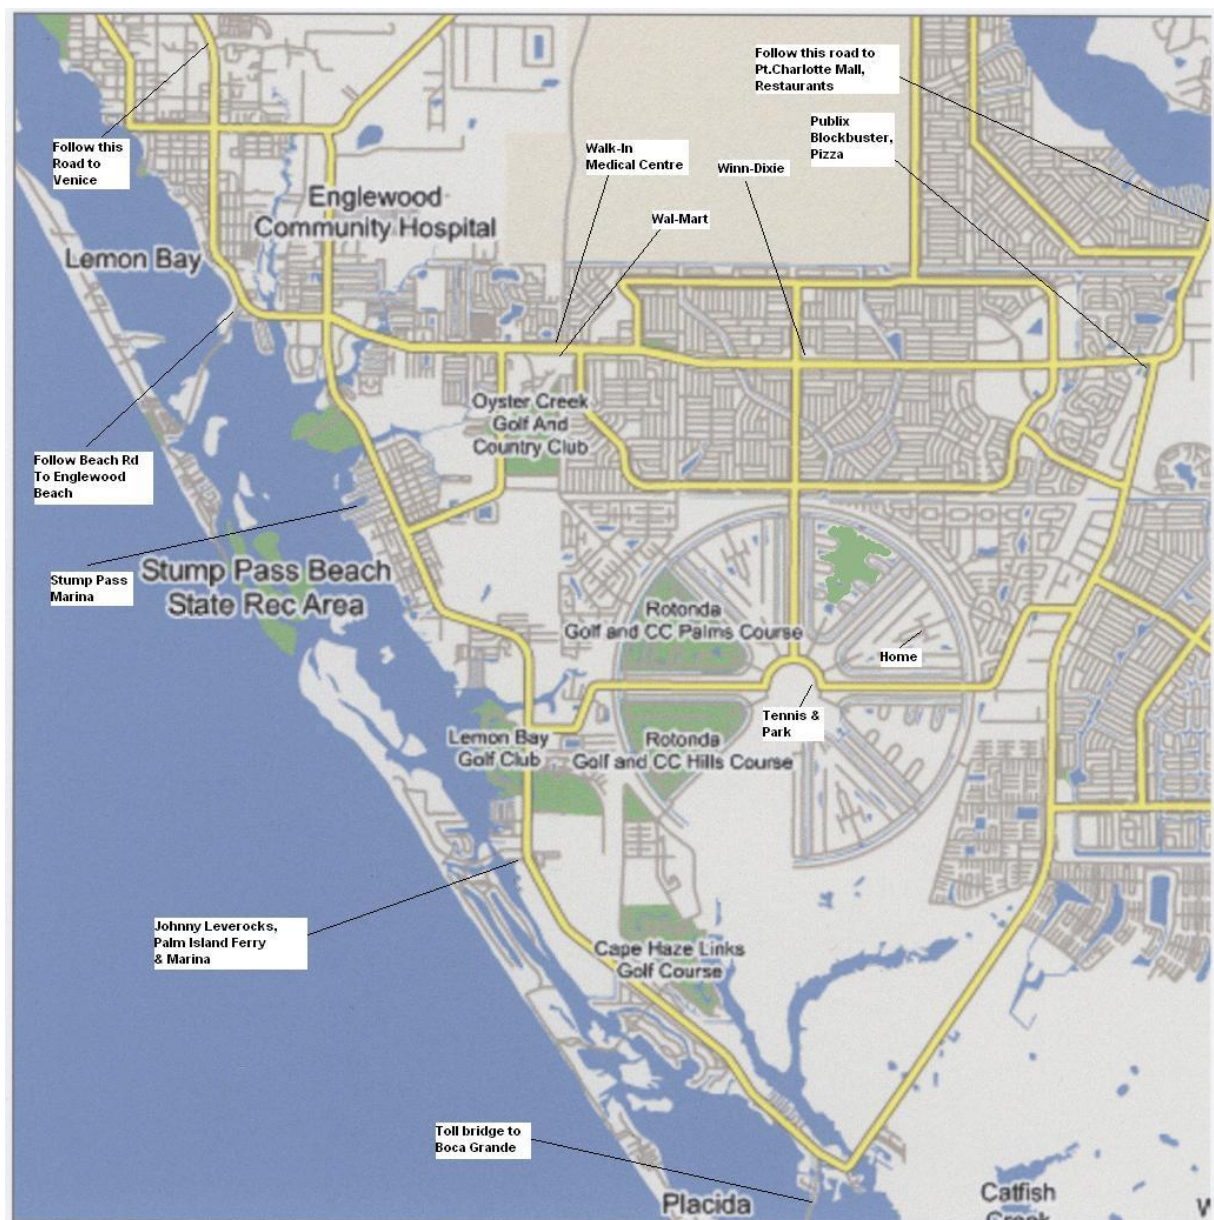 Follow this road to
Pt.Charlotte Mall,
Restaurants
Publix
Blockbuster,
Pizza
Follow this
Road to
Venice
Walk-In
Medical Centre
Winn-Dixie
Englewood
Community Hospital
Wal-Mart
Lemon Bay
Oyster Creek
Golf And
Country Club
Follow Beach Rd
To Englewood
Beach
Stump Pass
Marina
Stump Pass Beach
State Rec Area
Rotonda
Golf and CC Palms Course
Home
Tennis &
Park
Lemon Bay
Golf Club
Rotonda
Golf and CC Hills Course
Johnny Leverocks,
Palm Island Ferry
& Marina
Cape Haze Links
Golf Course
Toll bridge to
Boca Grande
Placida
Catfish
Creek